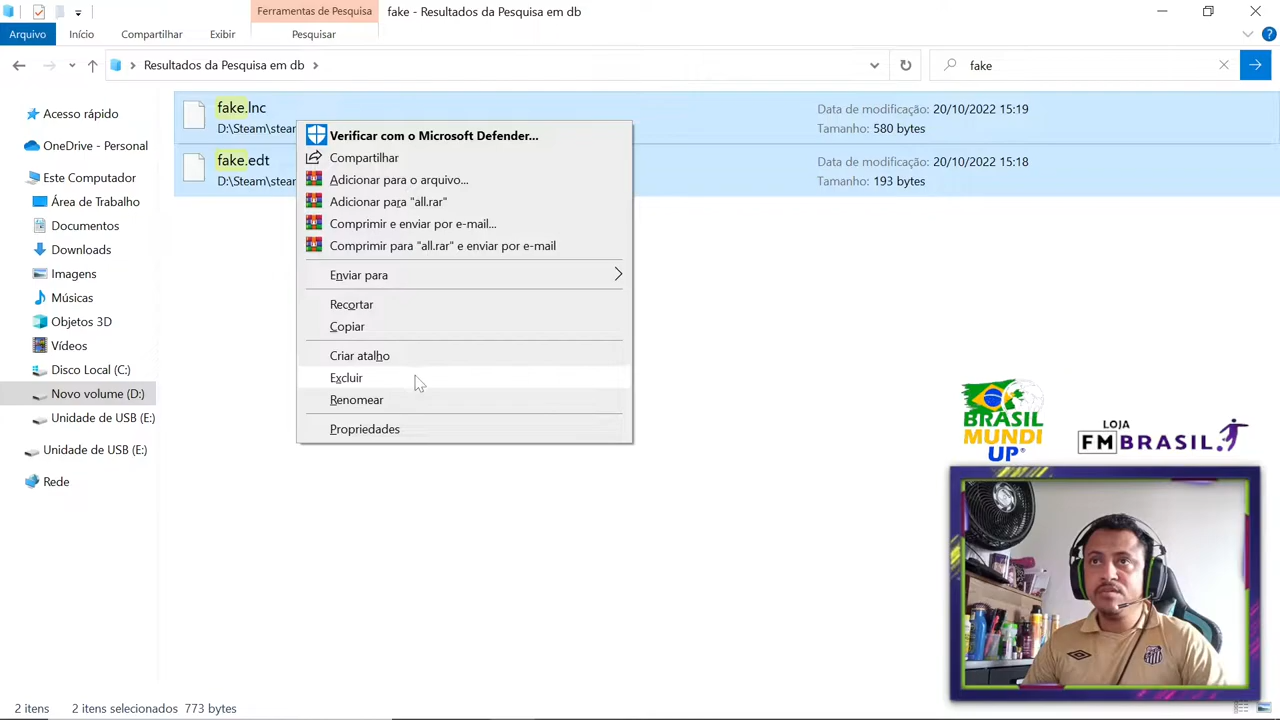 Ferramentas de Pesquisa
fake - Resultados da Pesquisa em db
Arquivo
Início
Compartilhar
Exibir
Pesquisar
Resultados da Pesquisa em db
fake
Acesso rápido
OneDrive - Personal
Este Computador
Área de Trabalho
Documentos
Downloads
Imagens
Músicas
Objetos 3D
Vídeos
Disco Local (C:)
Novo volume (D:)
Unidade de USB (E:)
Unidade de USB (E:)
Rede
fake.lnc
D:\Steam\stear
Data de modificação: 20/10/2022 15:19
Tamanho: 580 bytes
fake.edt
D:\Steam\stear
Data de modificação: 20/10/2022 15:18
Tamanho: 193 bytes
Verificar com o Microsoft Defender...
Compartilhar
Adicionar para o arquivo...
Adicionar para "all.rar"
Comprimir e enviar por e-mail...
Comprimir para "all.rar" e enviar por e-mail
Enviar para
Recortar
Copiar
Criar atalho
Excluir
Renomear
Propriedades
BRASIL
MUNDI
UP®
LOJA
FMBRASIL
2 itens
2 itens selecionados 773 bytes